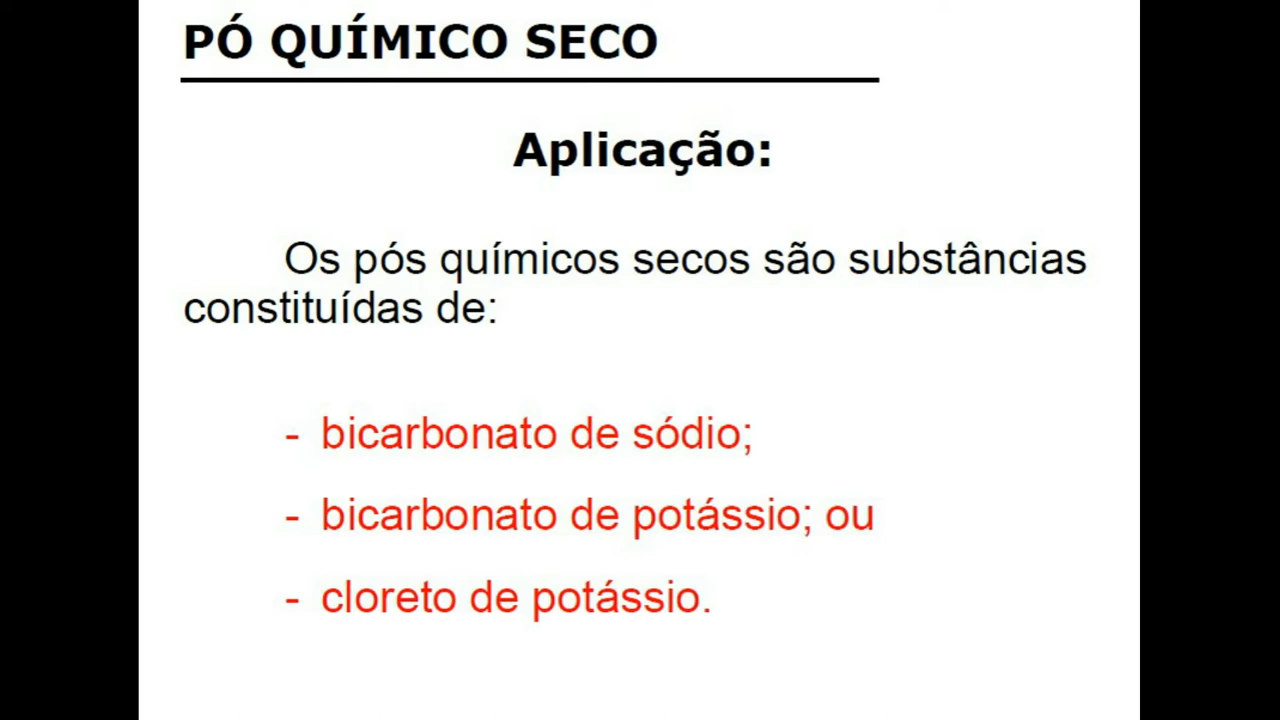 PÓ QUÍMICO SECO
Aplicação:
Os pós químicos secos são substâncias
constituídas de:
- bicarbonato de sódio;
- bicarbonato de potássio; ou
- cloreto de potássio.